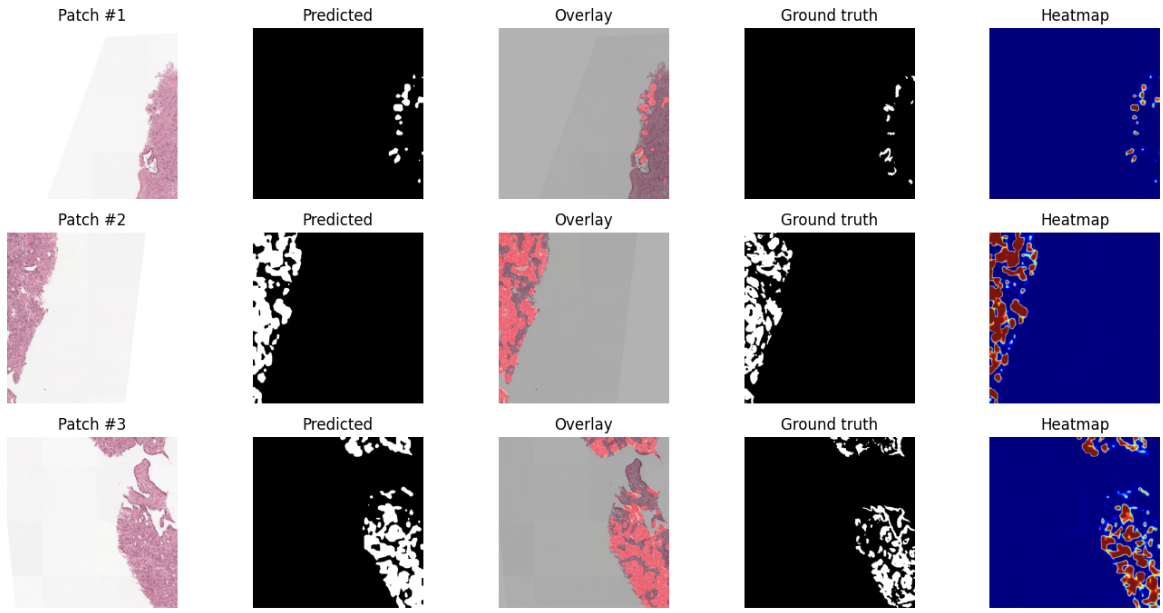 Patch #1 Predicted Overlay Ground truth Heatmap
Patch #2 Predicted Overlay Ground truth Heatmap
Patch #3 Predicted Overlay Ground truth Heatmap